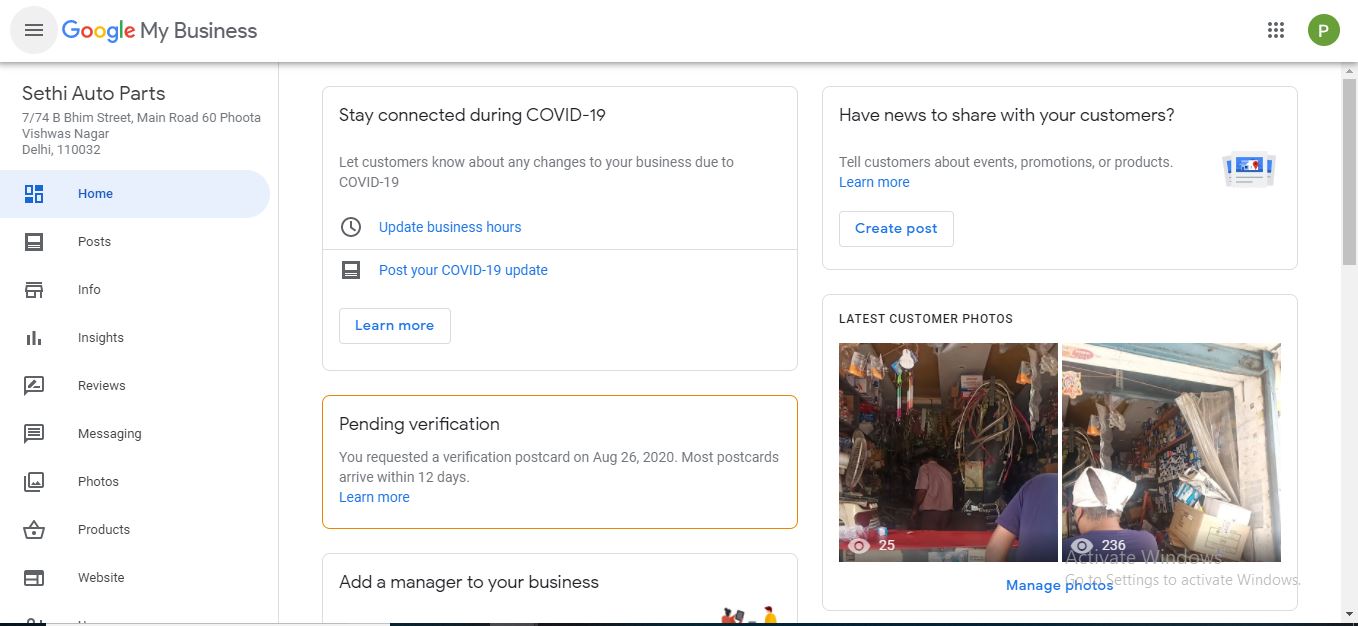 Google My Business
P
Sethi Auto Parts
7/74 B Bhim Street, Main Road 60 Phoota
Vishwas Nagar
Delhi, 110032
Home
Posts
Info
Insights
Reviews
Messaging
Photos
Products
Website
Stay connected during COVID-19
Let customers know about any changes to your business due to
COVID-19
Update business hours
Post your COVID-19 update
Learn more
Pending verification
You requested a verification postcard on Aug 26, 2020. Most postcards
arrive within 12 days.
Learn more
Add a manager to your business
Have news to share with your customers?
Tell customers about events, promotions, or products.
Learn more
Create post
LATEST CUSTOMER PHOTOS
25
236
Manage photos
Activate Windows
Go to Settings to activate Windows.